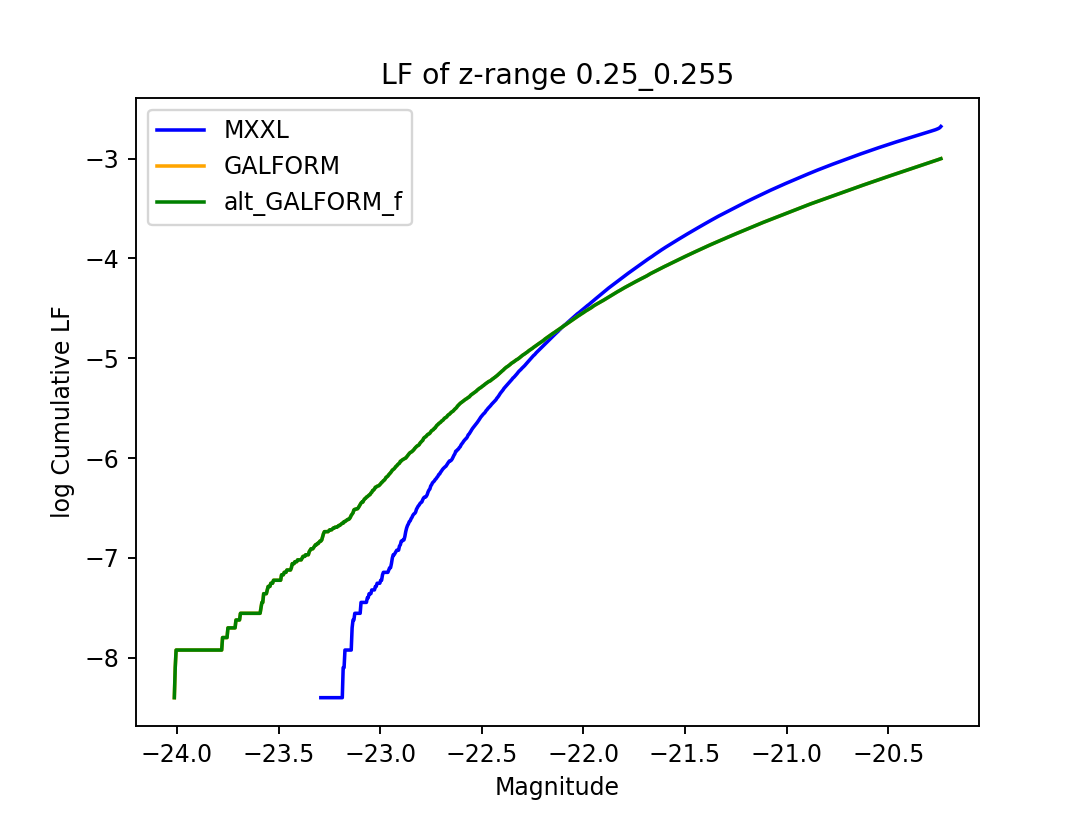 LF of z-range 0.25_0.255
MXXL
GALFORM
alt_GALFORM_f
log Cumulative LF
−3
−4
−5
−6
−7
−8
−24.0 −23.5 −23.0 −22.5 −22.0 −21.5 −21.0 −20.5
Magnitude